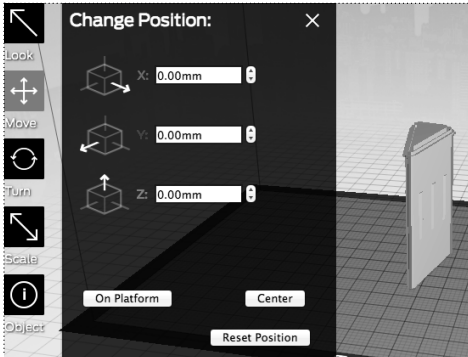 Change Position:
Look
X: 0.00mm
Move
Y: 0.00mm
Turn
Z: 0.00mm
Scale
On Platform
Center
Object
Reset Position